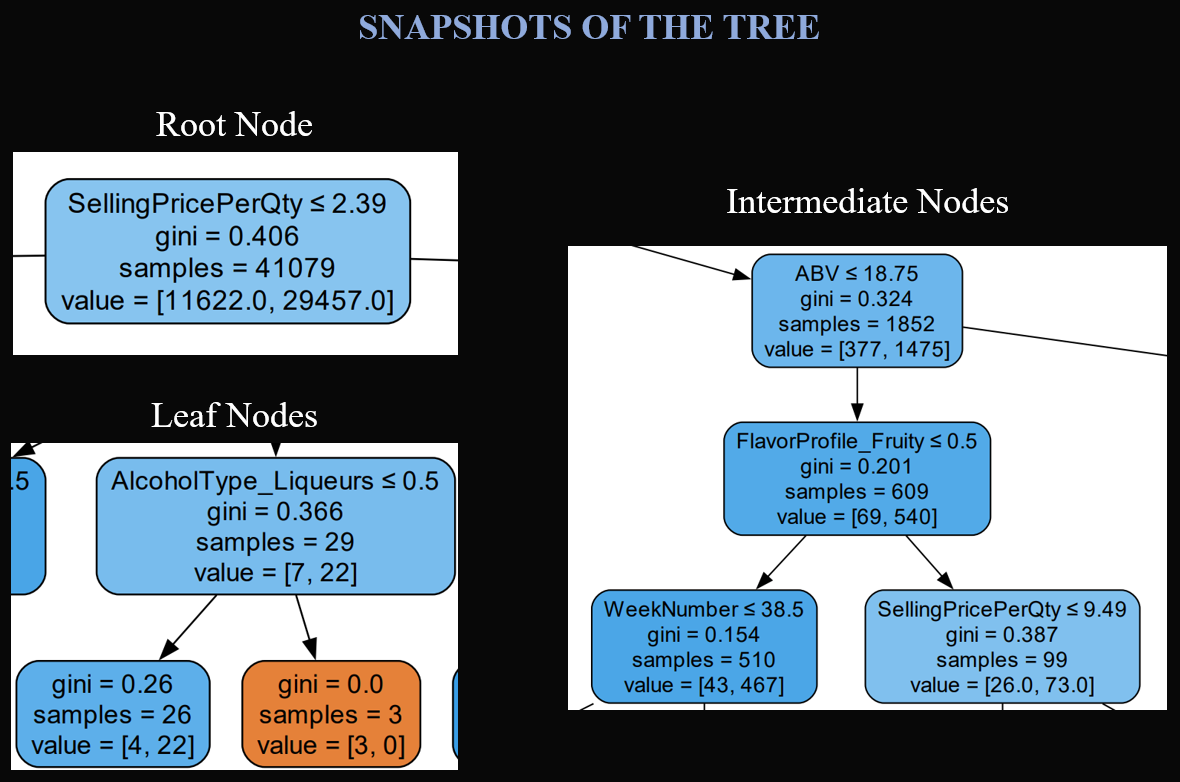 SNAPSHOTS OF THE TREE
Root Node
SellingPricePerQty ≤ 2.39
gini = 0.406
samples = 41079
value = [11622.0, 29457.0]
Leaf Nodes
.5
AlcoholType_Liqueurs ≤ 0.5
gini = 0.366
samples = 29
value = [7, 22]
gini = 0.26
samples = 26
value = [4, 22]
gini = 0.0
samples = 3
value = [3, 0]
Intermediate Nodes
ABV ≤ 18.75
gini = 0.324
samples = 1852
value = [377, 1475]
FlavorProfile_Fruity ≤ 0.5
gini = 0.201
samples = 609
value = [69, 540]
WeekNumber ≤ 38.5
gini = 0.154
samples = 510
value = [43, 467]
SellingPricePerQty ≤ 9.49
gini = 0.387
samples = 99
value = [26.0, 73.0]